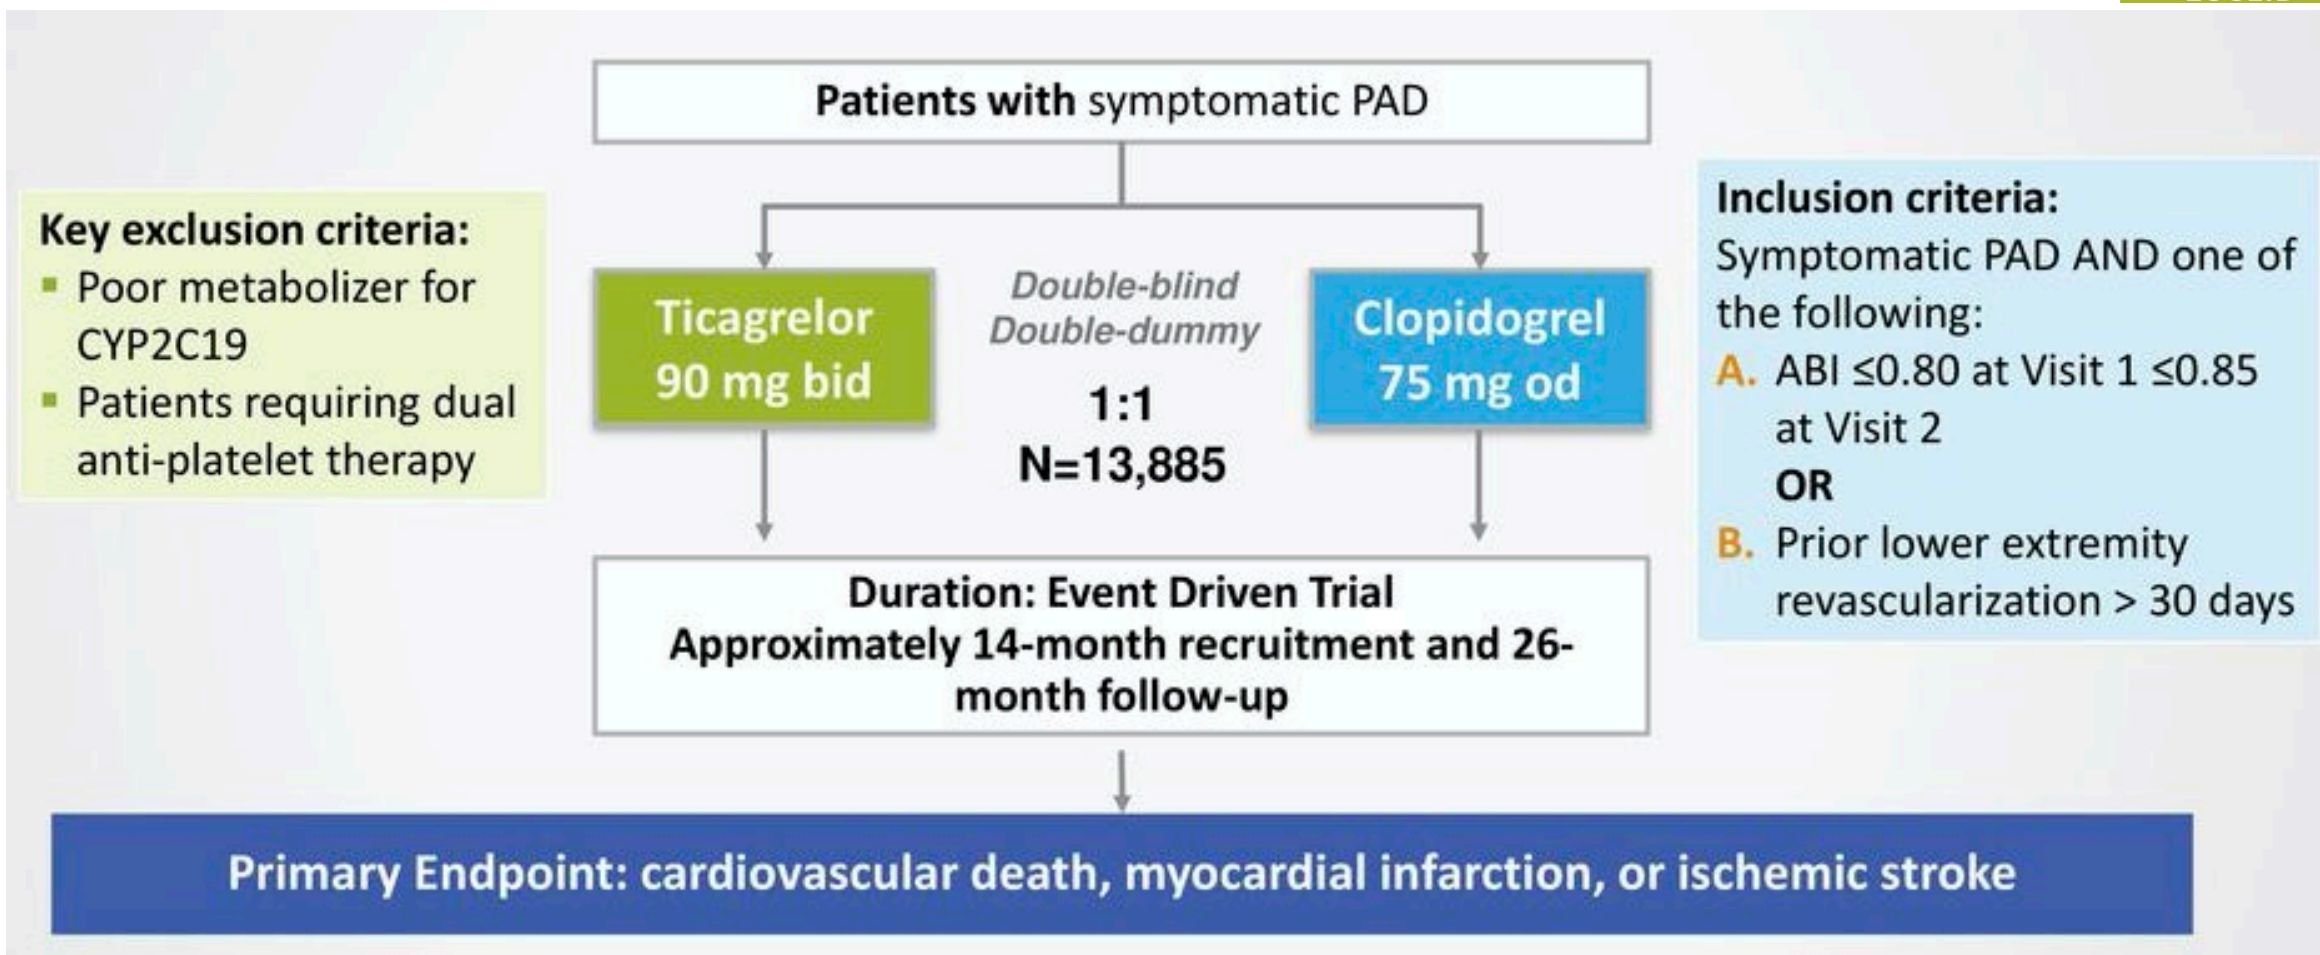 Patients with symptomatic PAD
Key exclusion criteria:
▪ Poor metabolizer for
CYP2C19
▪ Patients requiring dual
anti-platelet therapy
Ticagrelor
90 mg bid
Double-blind
Double-dummy
1:1
N=13,885
Clopidogrel
75 mg od
Inclusion criteria:
Symptomatic PAD AND one of
the following:
A. ABI ≤0.80 at Visit 1 ≤0.85
at Visit 2
OR
B. Prior lower extremity
revascularization > 30 days
Duration: Event Driven Trial
Approximately 14-month recruitment and 26-
month follow-up
Primary Endpoint: cardiovascular death, myocardial infarction, or ischemic stroke